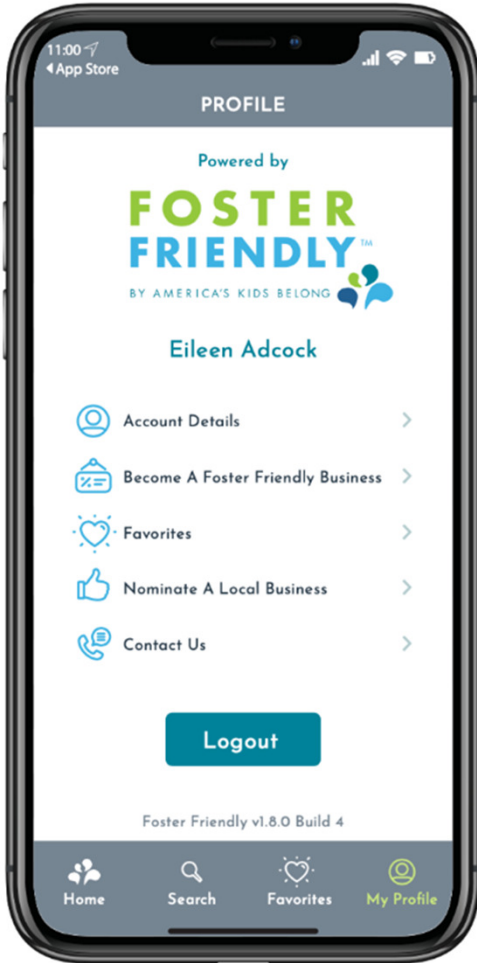 11:00
App Store
PROFILE
Powered by
FOSTER
FRIENDLY™
BY AMERICA'S KIDS BELONG
Eileen Adcock
Account Details
Become A Foster Friendly Business
Favorites
Nominate A Local Business
Contact Us
Logout
Foster Friendly v1.8.0 Build 4
Home Search Favorites My Profile